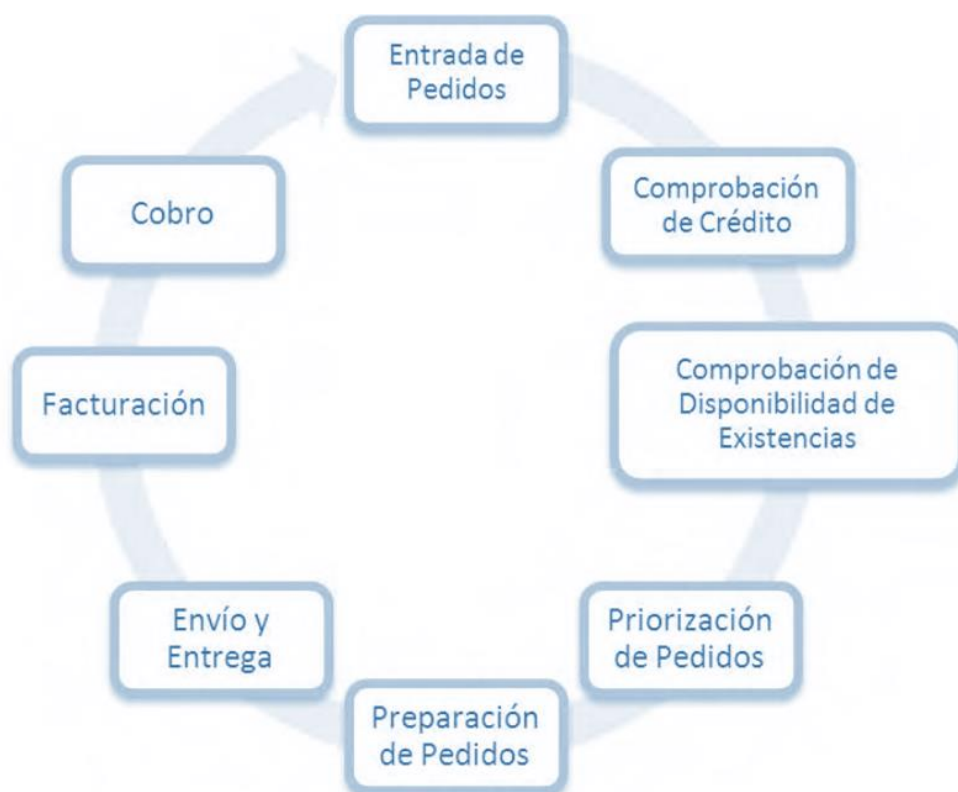 Entrada de
Pedidos
Comprobación
de Crédito
Comprobación de
Disponibilidad de
Existencias
Priorización
de Pedidos
Preparación
de Pedidos
Envío y
Entrega
Facturación
Cobro